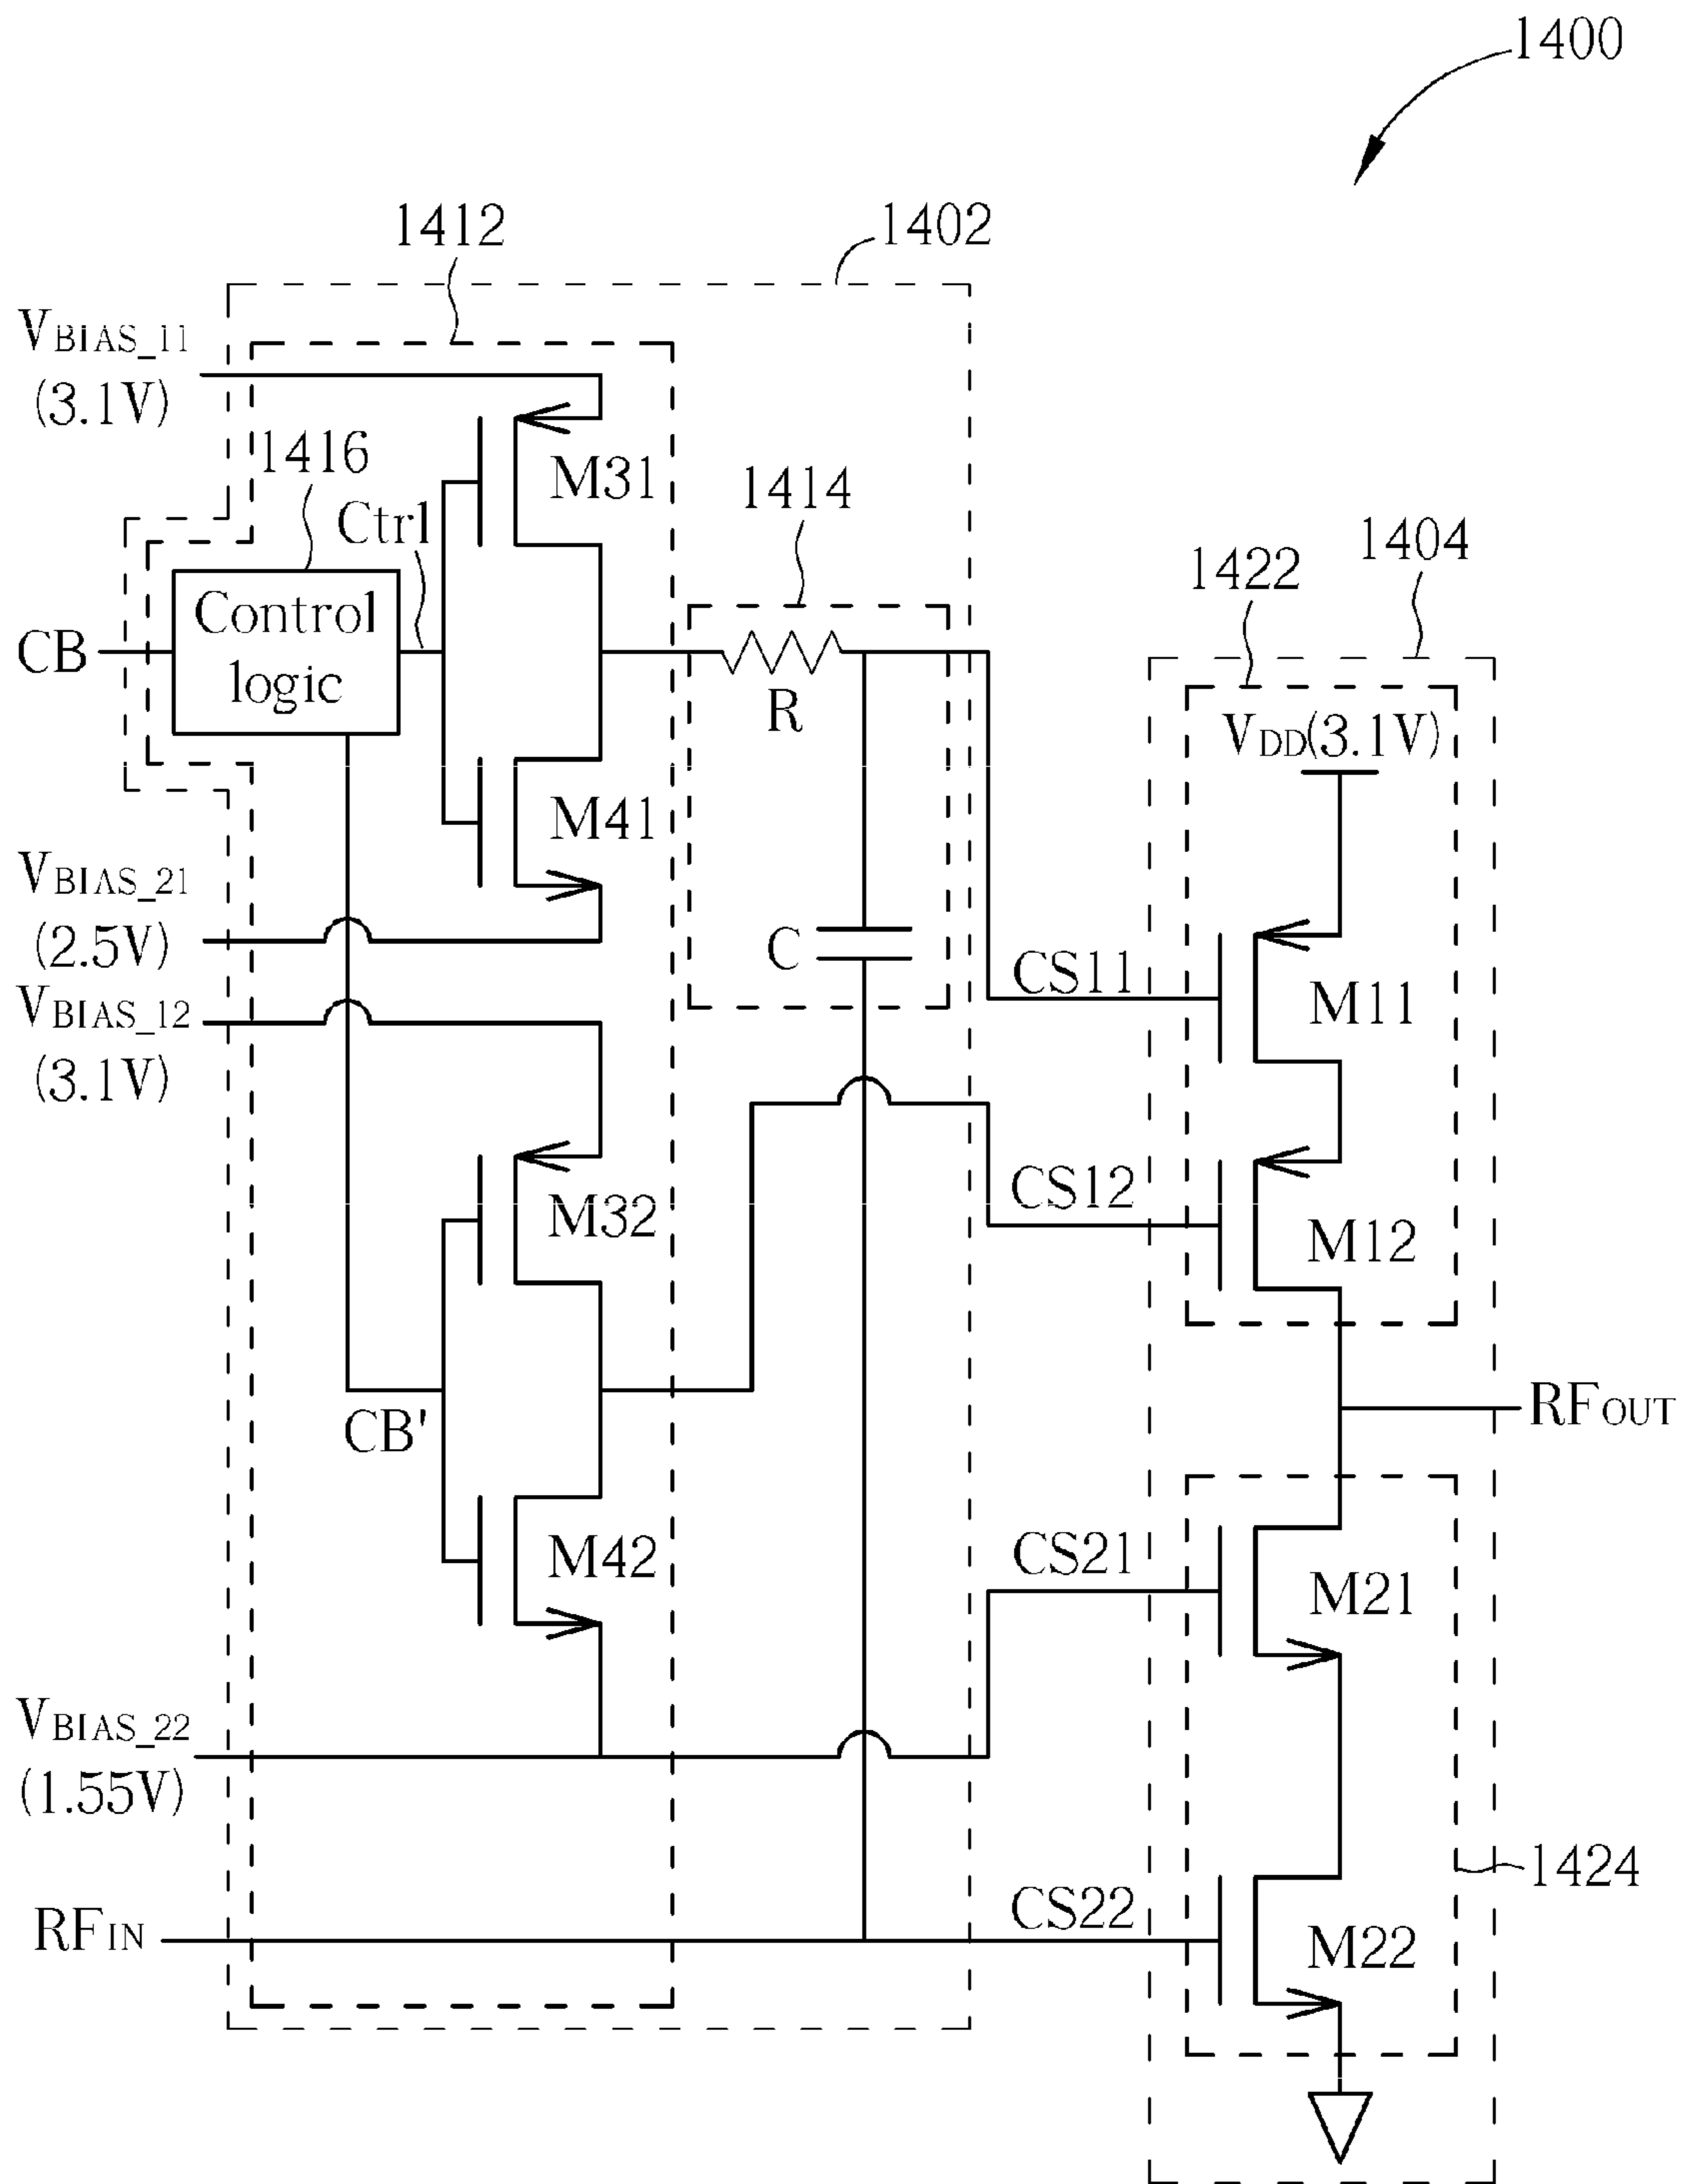 1400
1412
1402
VBIAS_11
(3.1V)
1416
M31
1414
Ctrl
1404
1422
Control
logic
CB
R
VDD(3.1V)
M41
VBIAS_21
(2.5V)
C
CS11
M11
VBIAS_12
(3.1V)
CS12
M32
M12
CB'
RFOUT
CS21
M42
M21
VBIAS_22
(1.55V)
1424
CS22
RFIN
M22